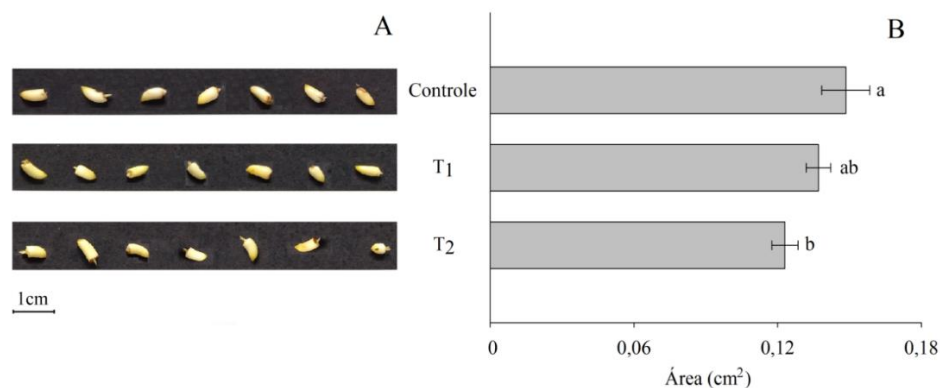 A
B
Controle
a
T1
ab
T2
b
1cm
0
0,06
0,12
0,18
Área (cm²)